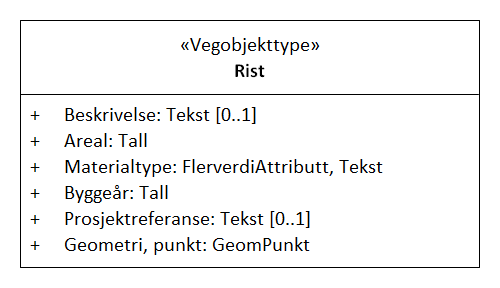 «Vegobjekttype»
Rist
+ Beskrivelse: Tekst [0..1]
+ Areal: Tall
+ Materialtype: FlerverdiAttributt, Tekst
+ Byggeår: Tall
+ Prosjektreferanse: Tekst [0..1]
+ Geometri, punkt: GeomPunkt